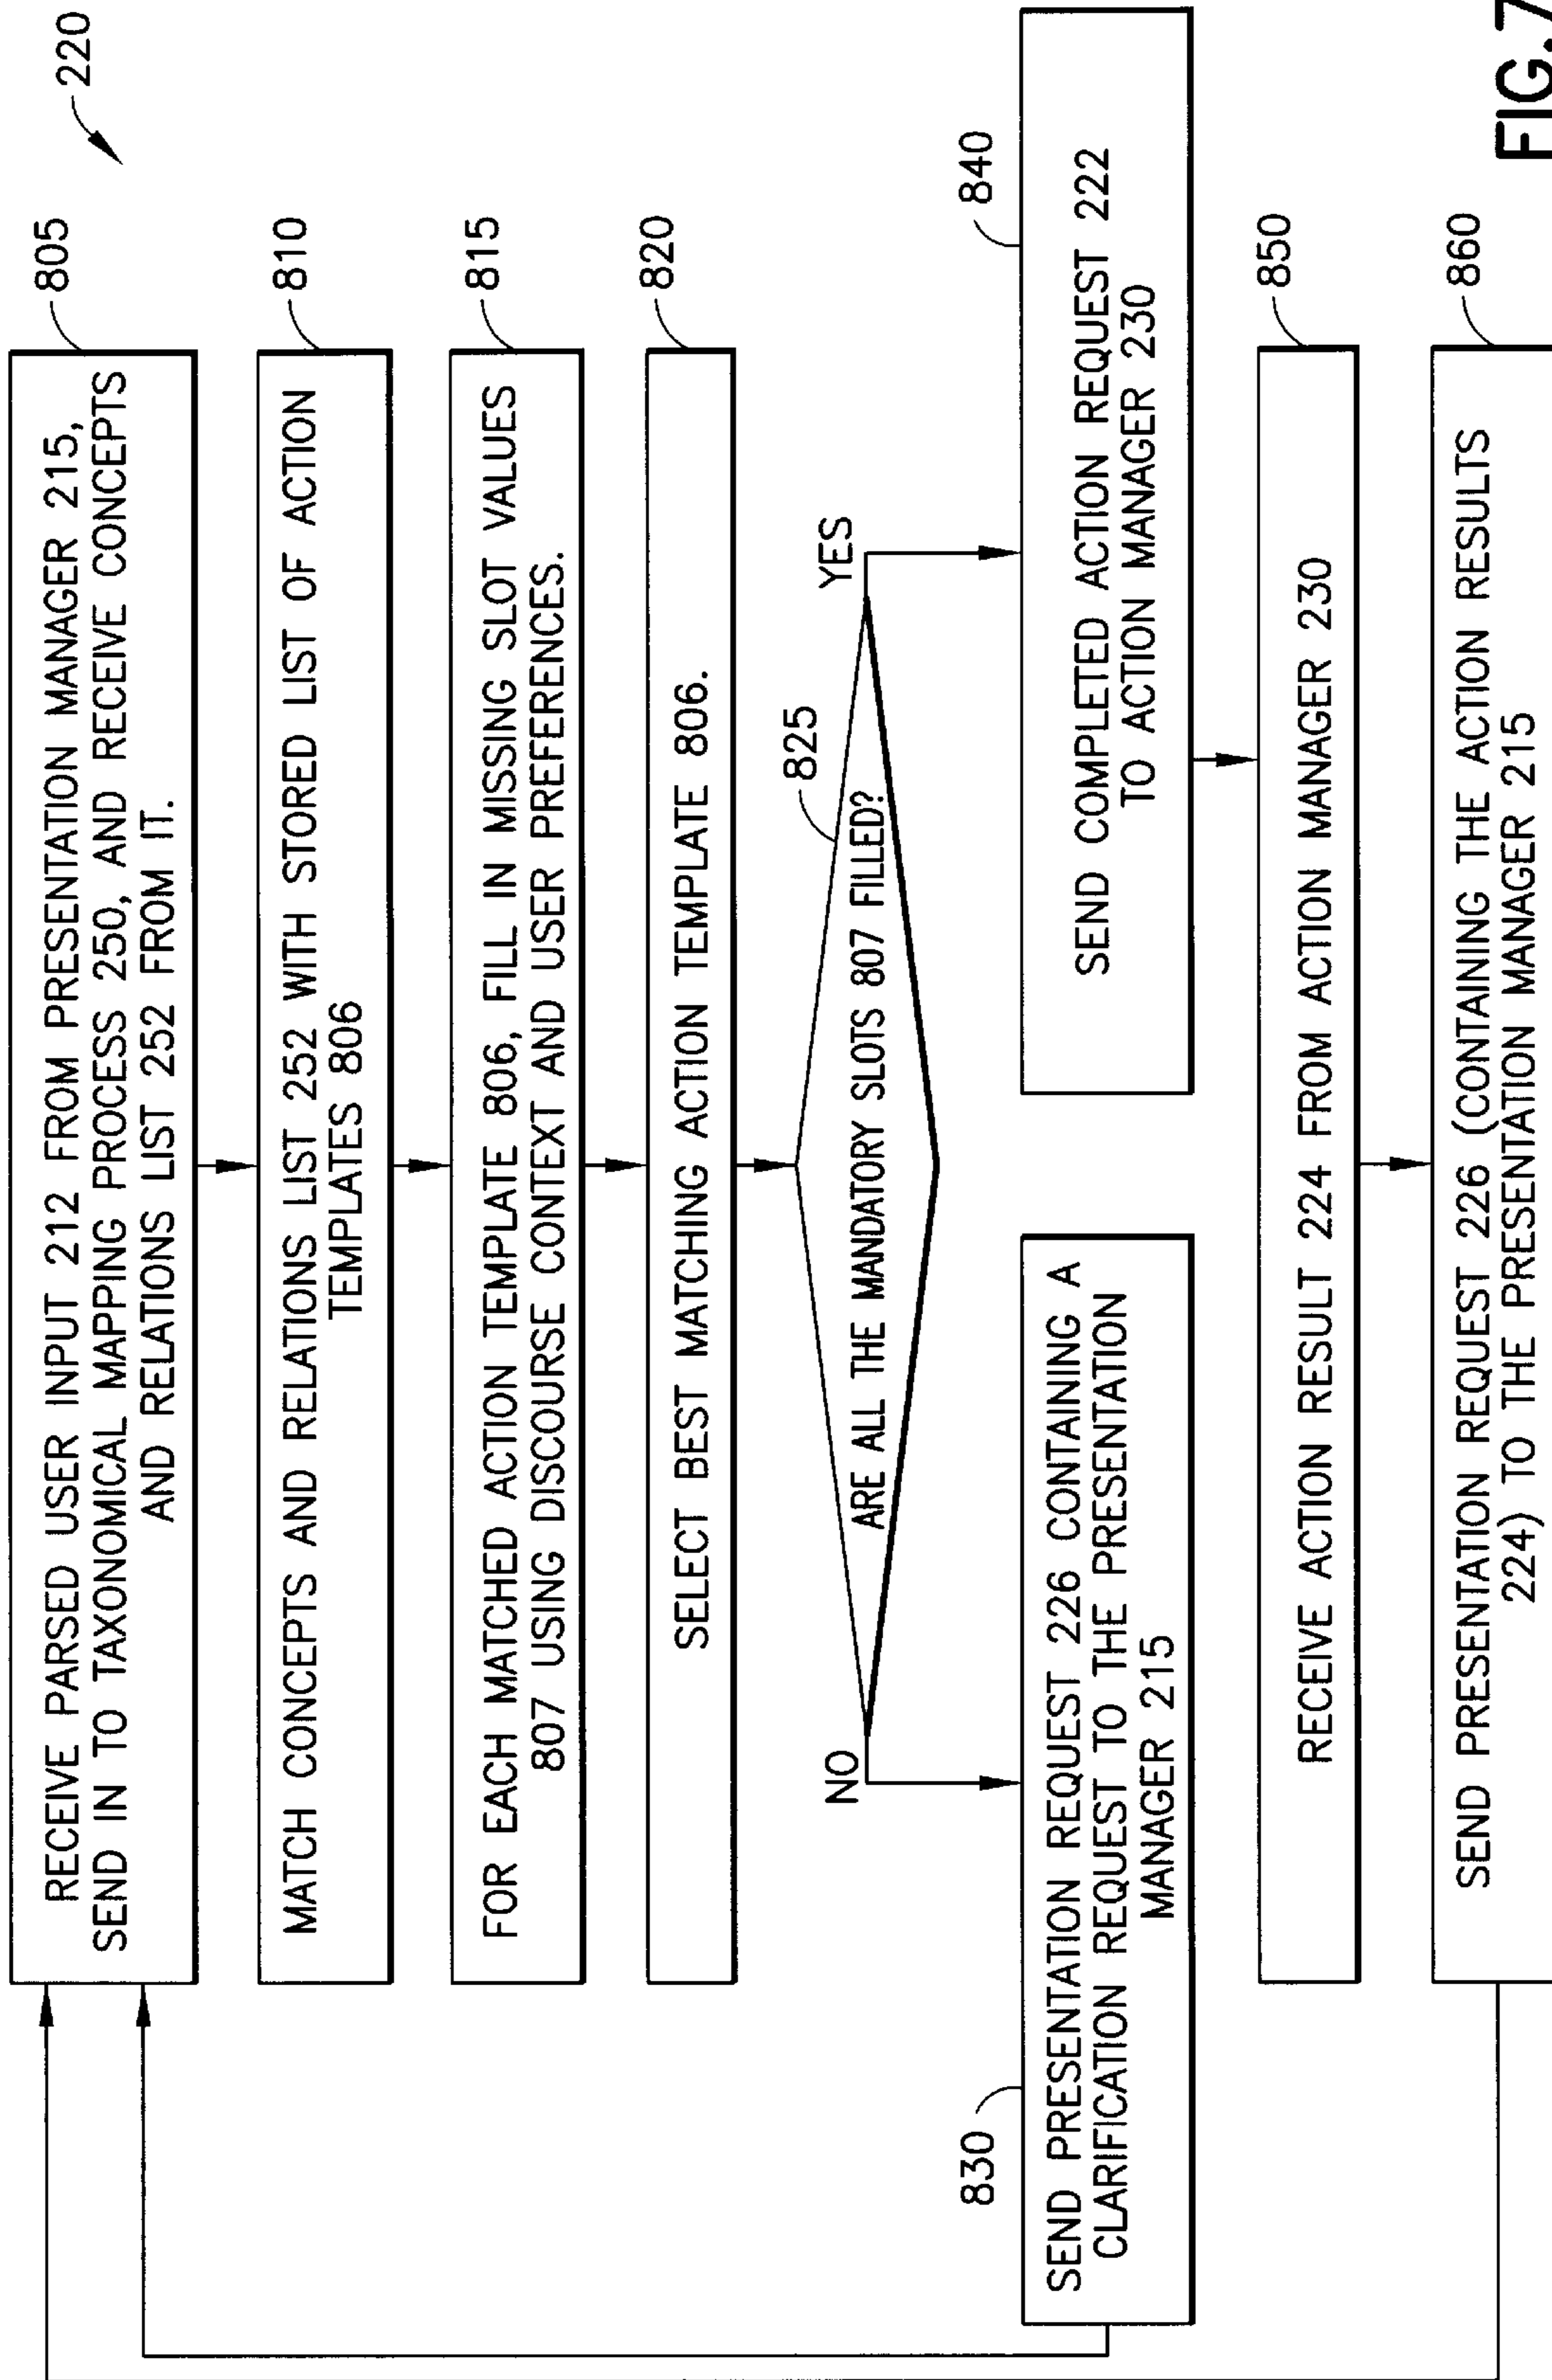 220
805
RECEIVE PARSED USER INPUT 212 FROM PRESENTATION MANAGER 215,
SEND IN TO TAXONOMICAL MAPPING PROCESS 250, AND RECEIVE CONCEPTS
AND RELATIONS LIST 252 FROM IT.
810
MATCH CONCEPTS AND RELATIONS LIST 252 WITH STORED LIST OF ACTION
TEMPLATES 806
815
FOR EACH MATCHED ACTION TEMPLATE 806, FILL IN MISSING SLOT VALUES
807 USING DISCOURSE CONTEXT AND USER PREFERENCES.
820
SELECT BEST MATCHING ACTION TEMPLATE 806.
825
ARE ALL THE MANDATORY SLOTS 807 FILLED?
NO
YES
830
SEND PRESENTATION REQUEST 226 CONTAINING A
CLARIFICATION REQUEST TO THE PRESENTATION
MANAGER 215
840
SEND COMPLETED ACTION REQUEST 222
TO ACTION MANAGER 230
850
RECEIVE ACTION RESULT 224 FROM ACTION MANAGER 230
860
SEND PRESENTATION REQUEST 226 (CONTAINING THE ACTION RESULTS
224) TO THE PRESENTATION MANAGER 215
FIG.7